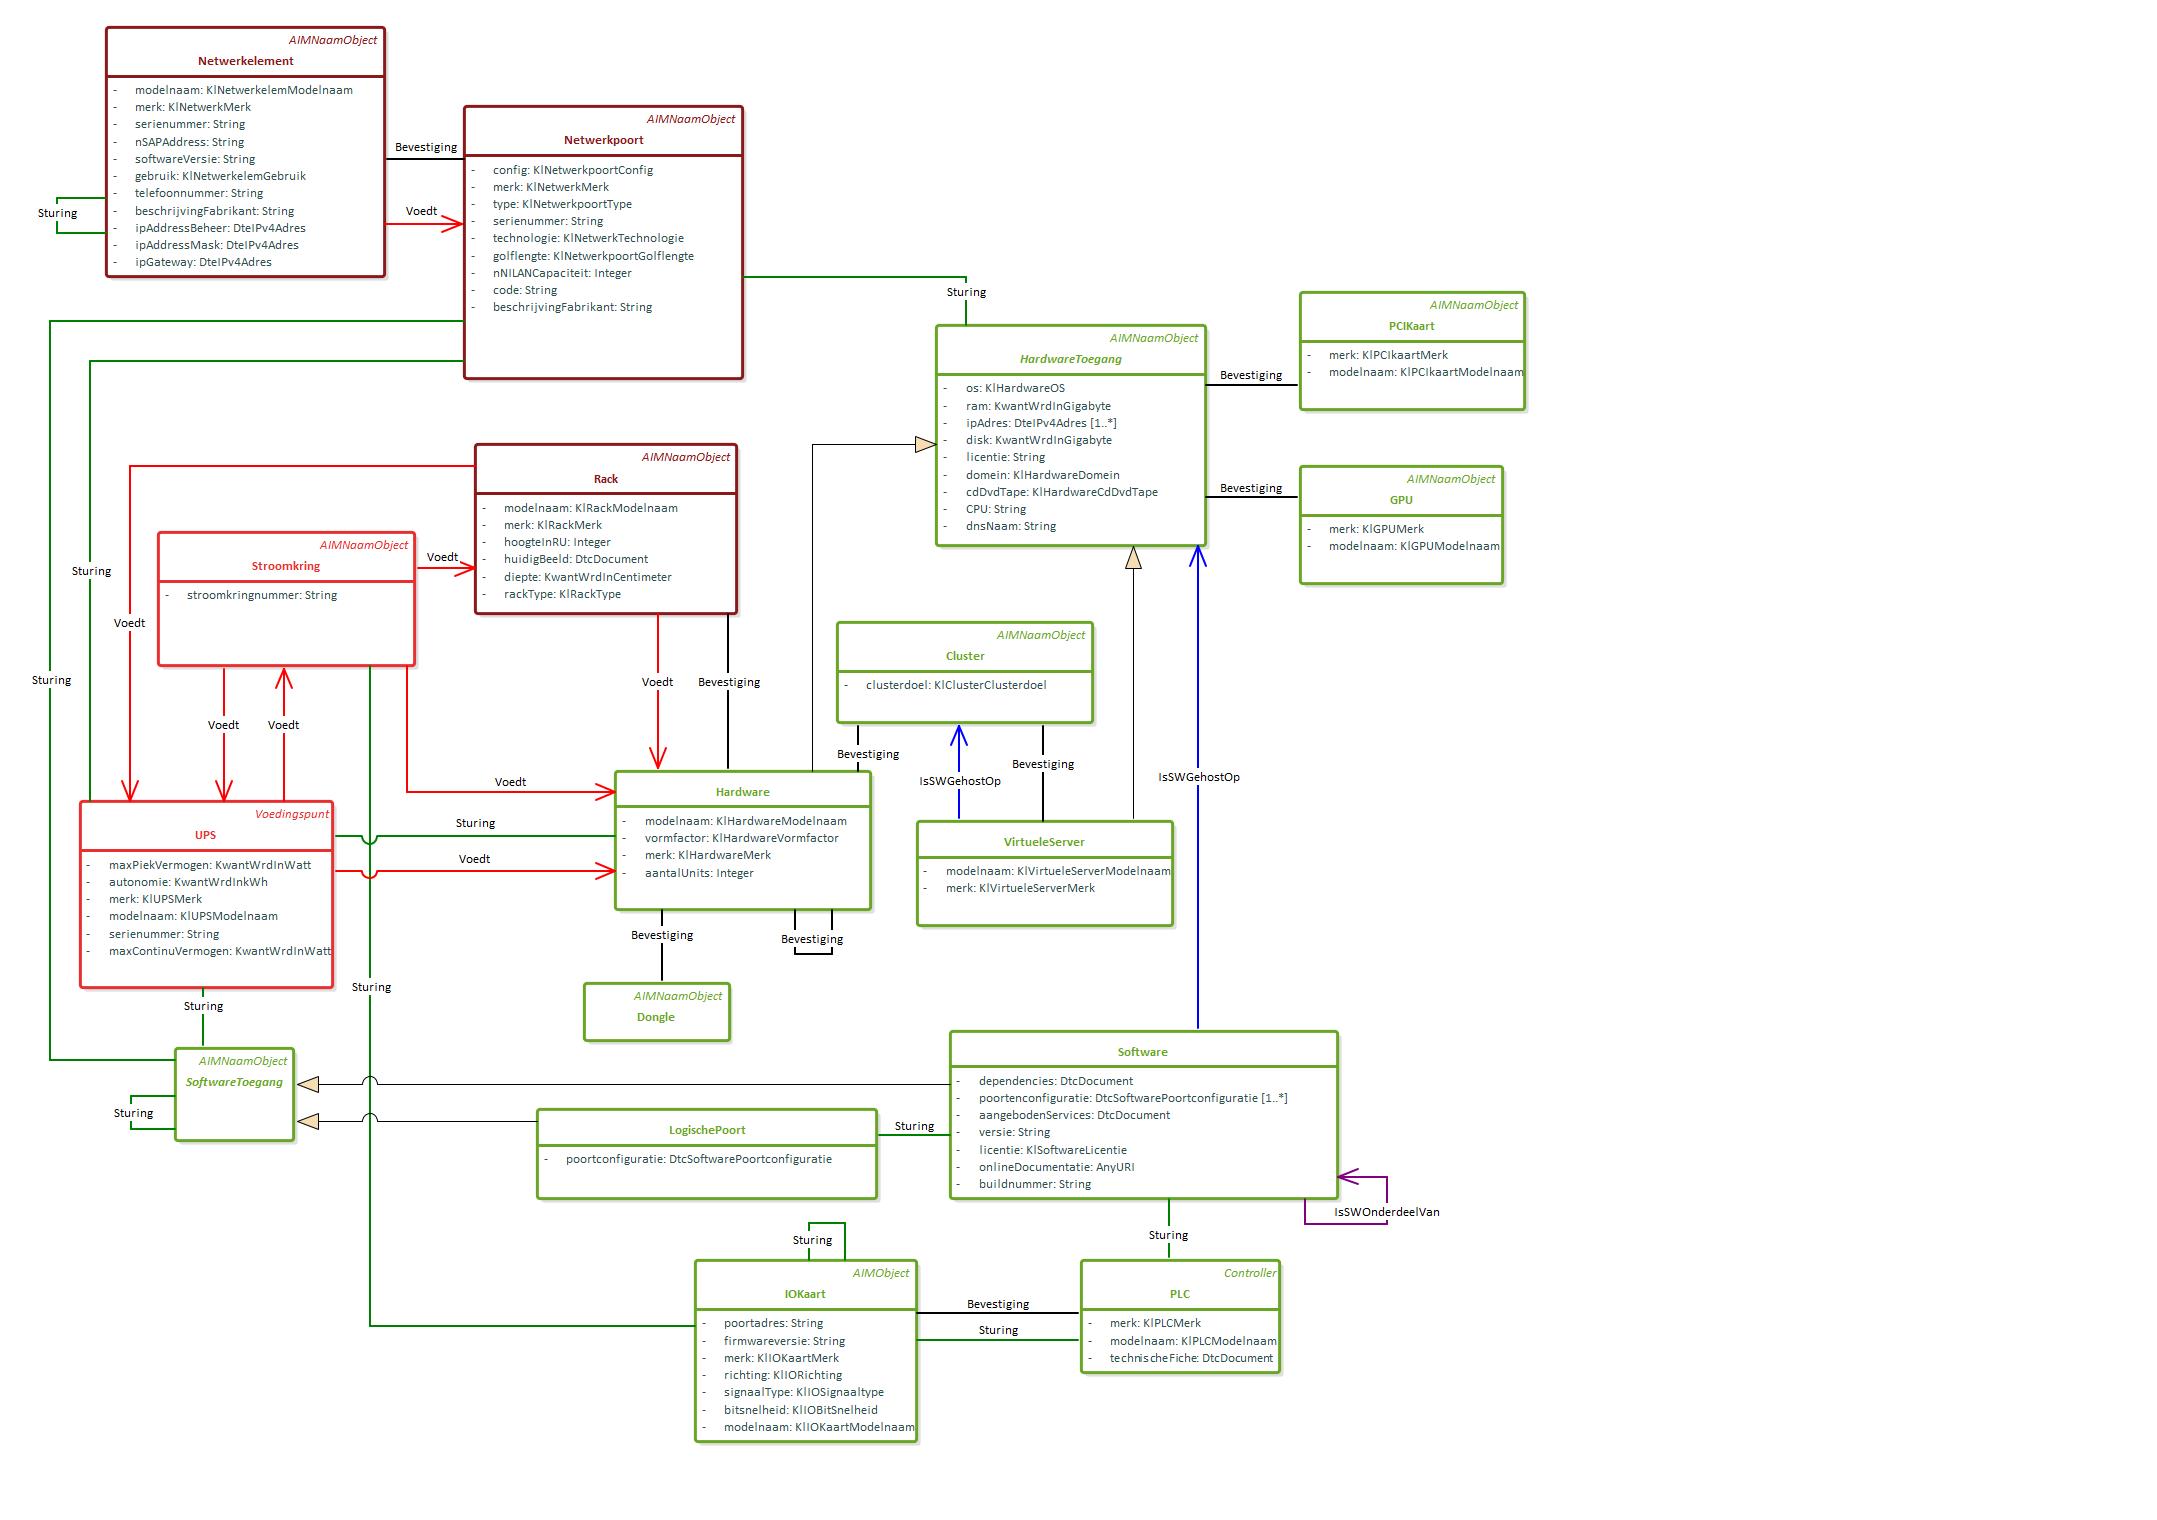 AIMNaamObject
Netwerkelement
- modelnaam: KlNetwerkelemModelnaam
- merk: KlNetwerkMerk
- serienummer: String
- nSAPAddress: String
- softwareVersie: String
- gebruik: KlNetwerkelemGebruik
- telefoonnummer: String
- beschrijvingFabrikant: String
- ipAddressBeheer: DteIPv4Adres
- ipAddressMask: DteIPv4Adres
- ipGateway: DteIPv4Adres
Sturing
Bevestiging
Voedt
AIMNaamObject
Netwerkpoort
- config: KlNetwerkpoortConfig
- merk: KlNetwerkMerk
- type: KlNetwerkpoortType
- serienummer: String
- technologie: KlNetwerkTechnologie
- golflengte: KlNetwerkpoortGolflengte
- nNILANCapaciteit: Integer
- code: String
- beschrijvingFabrikant: String
Sturing
AIMNaamObject
HardwareToegang
- os: KlHardwareOS
- ram: KwantWrdInGigabyte
- ipAdres: DteIPv4Adres [1..*]
- disk: KwantWrdInGigabyte
- licentie: String
- domein: KlHardwareDomein
- cdDvdTape: KlHardwareCdDvdTape
- CPU: String
- dnsNaam: String
Bevestiging
AIMNaamObject
PCIKaart
- merk: KlPCIkaartMerk
- modelnaam: KlPCIkaartModelnaam
Bevestiging
AIMNaamObject
GPU
- merk: KlGPUMerk
- modelnaam: KlGPUModelnaam
AIMNaamObject
Rack
- modelnaam: KlRackModelnaam
- merk: KlRackMerk
- hoogteInRU: Integer
- huidigBeeld: DtcDocument
- diepte: KwantWrdInCentimeter
- rackType: KlRackType
AIMNaamObject
Stroomkring
- stroomkringnummer: String
Voedt
Sturing
Voedt
Sturing
Voedt
Voedt
Voedt
Bevestiging
Voedt
AIMNaamObject
Cluster
- clusterdoel: KlClusterClusterdoel
Bevestiging
IsSWGehostOp
Bevestiging
IsSWGehostOp
AIMNaamObject
Voedingspunt
UPS
- maxPiekVermogen: KwantWrdInWatt
- autonomie: KwantWrdInkWh
- merk: KlUPSMerk
- modelnaam: KlUPSModelnaam
- serienummer: String
- maxContinuVermogen: KwantWrdInWatt
Sturing
Voedt
Hardware
- modelnaam: KlHardwareModelnaam
- vormfactor: KlHardwareVormfactor
- merk: KlHardwareMerk
- aantalUnits: Integer
VirtueleServer
- modelnaam: KlVirtueleServerModelnaam
- merk: KlVirtueleServerMerk
Bevestiging
Bevestiging
Sturing
Sturing
AIMNaamObject
Dongle
AIMNaamObject
SoftwareToegang
Sturing
Software
- dependencies: DtcDocument
- poortenconfiguratie: DtcSoftwarePoortconfiguratie [1..*]
- aangebodenServices: DtcDocument
- versie: String
- licentie: KlSoftwareLicentie
- onlineDocumentatie: AnyURI
- buildnummer: String
LogischePoort
- poortconfiguratie: DtcSoftwarePoortconfiguratie
Sturing
IsSWOnderdeelVan
Sturing
Sturing
AIMObject
IOKaart
- poortadres: String
- firmwareversie: String
- merk: KlIOKaartMerk
- richting: KlIORichting
- signaalType: KlIOSignaaltype
- bitsnelheid: KlIOBitSnelheid
- modelnaam: KlIOKaartModelnaam
Bevestiging
Sturing
Controller
PLC
- merk: KlPLCMerk
- modelnaam: KlPLCModelnaam
- technischeFiche: DtcDocument